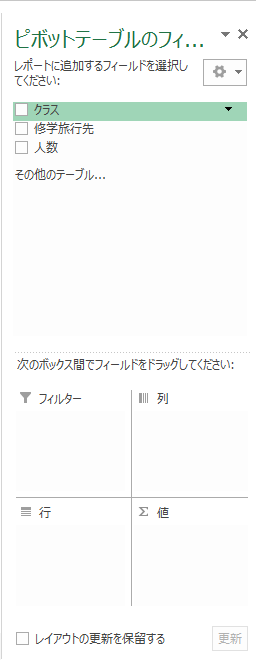 ピボットテーブルのフィ...
レポートに追加するフィールドを選択し
てください:
クラス
修学旅行先
人数
その他のテーブル...
次のボックス間でフィールドをドラッグしてください:
フィルター
列
行
Σ 値
レイアウトの更新を保留する
更新